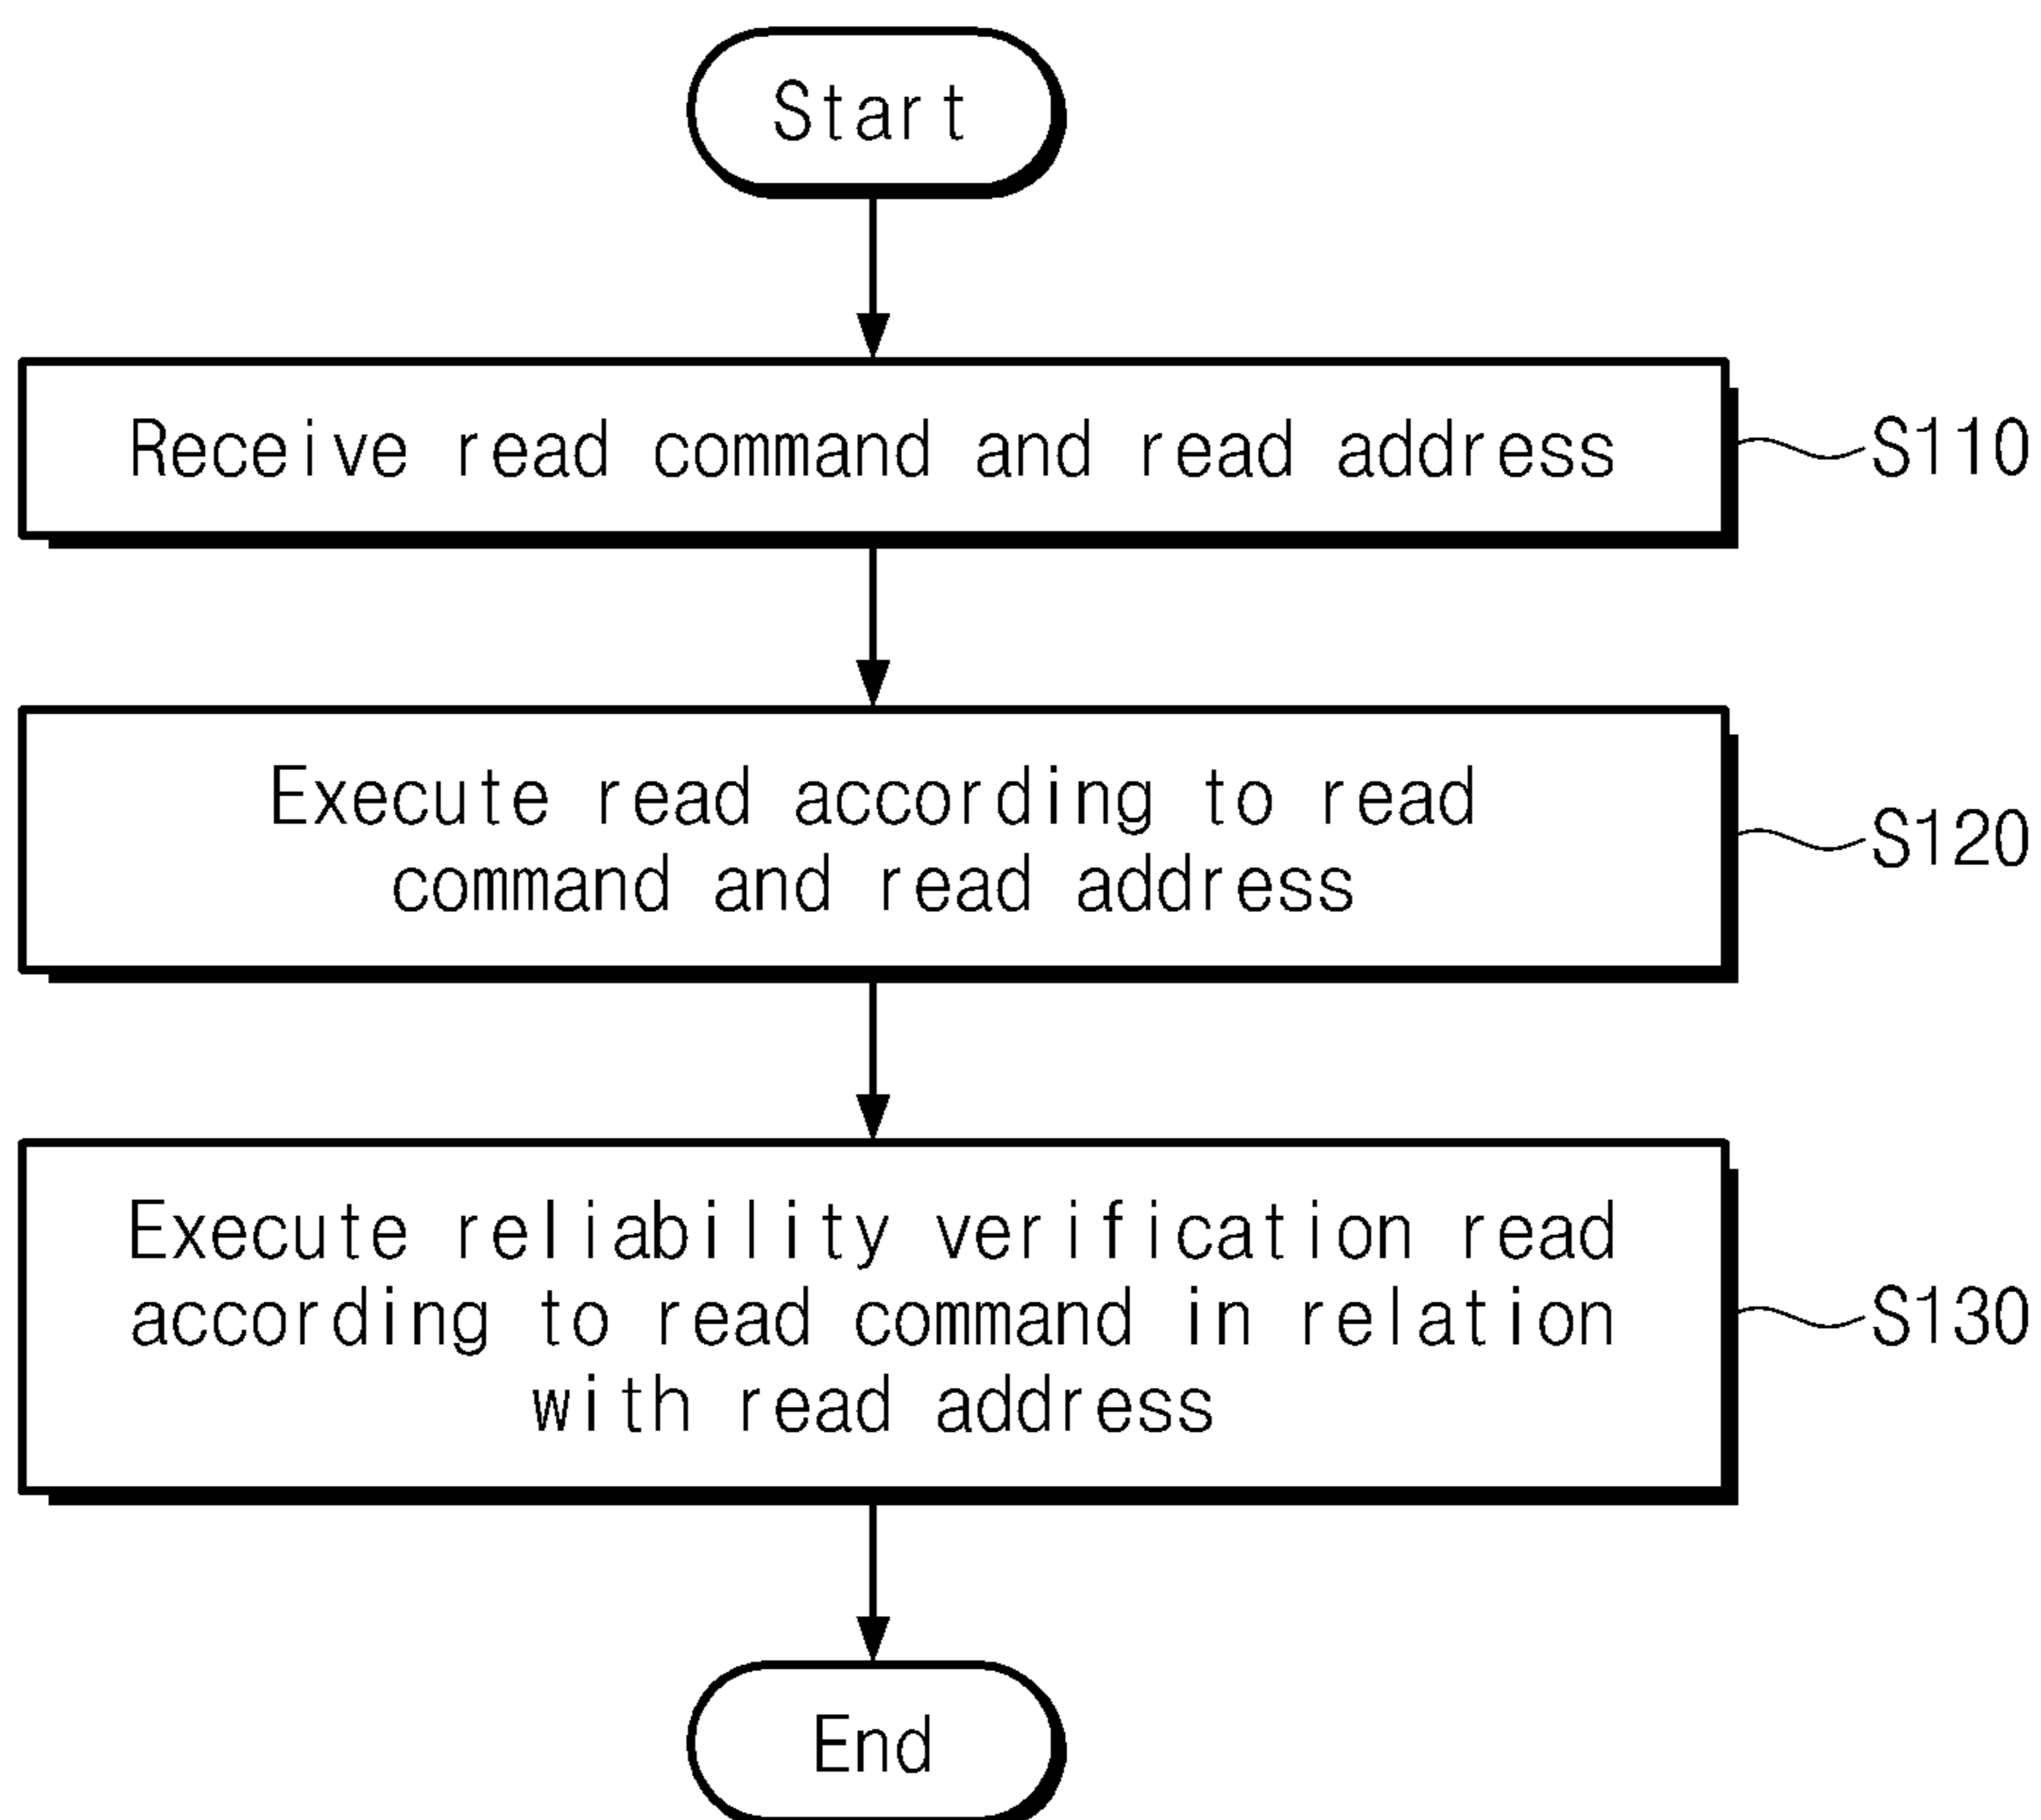 Start
Receive read command and read address
S110
Execute read according to read
command and read address
S120
Execute reliability verification read
according to read command in relation
with read address
S130
End